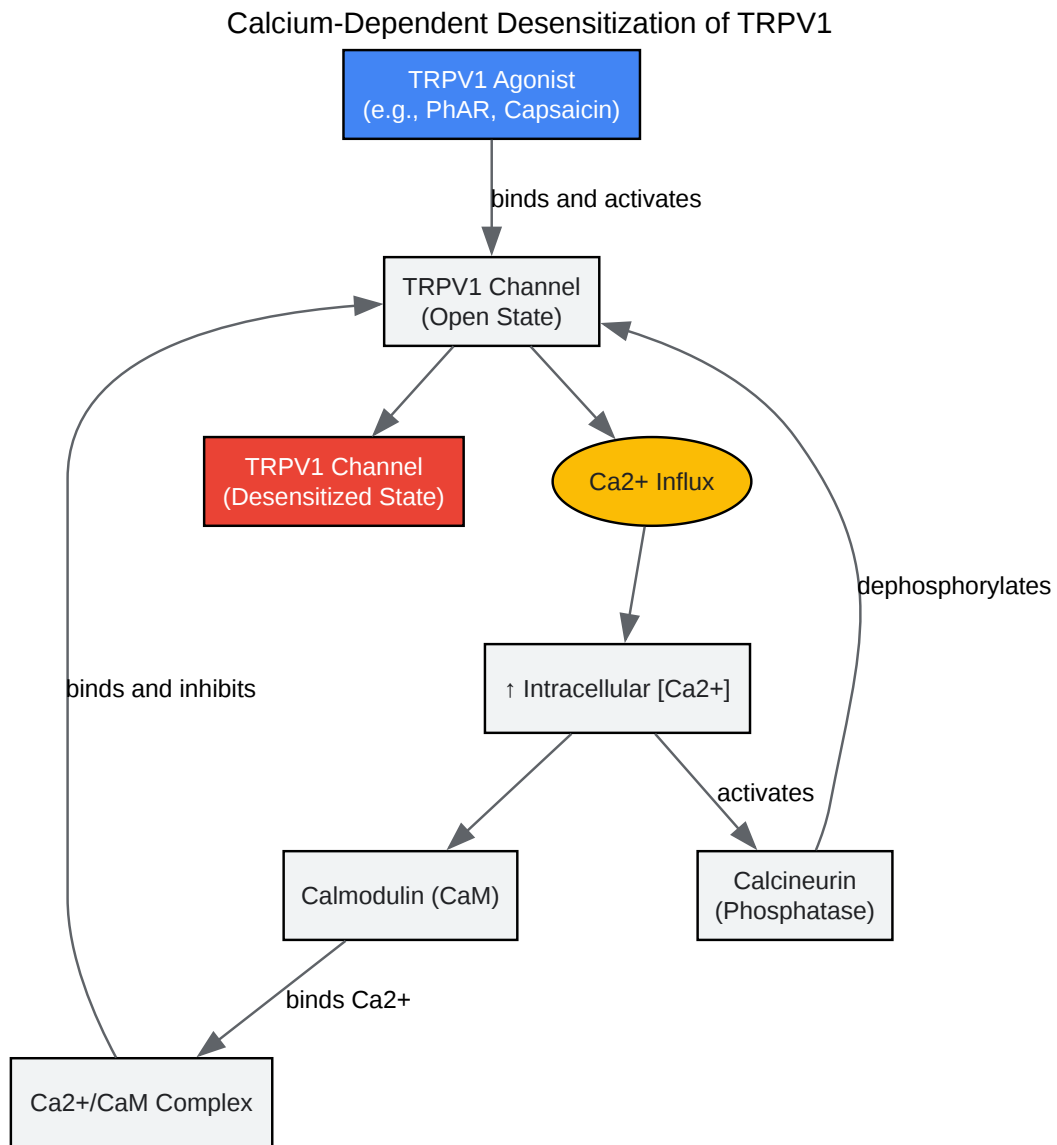 Calcium-Dependent Desensitization of TRPV1
TRPV1 Agonist
(e.g., PhAR, Capsaicin)
binds and activates
TRPV1 Channel
(Open State)
TRPV1 Channel
(Desensitized State)
Ca2+ Influx
dephosphorylates
binds and inhibits
↑ Intracellular [Ca2+]
activates
Calmodulin (CaM)
Calcineurin
(Phosphatase)
binds Ca2+
Ca2+/CaM Complex